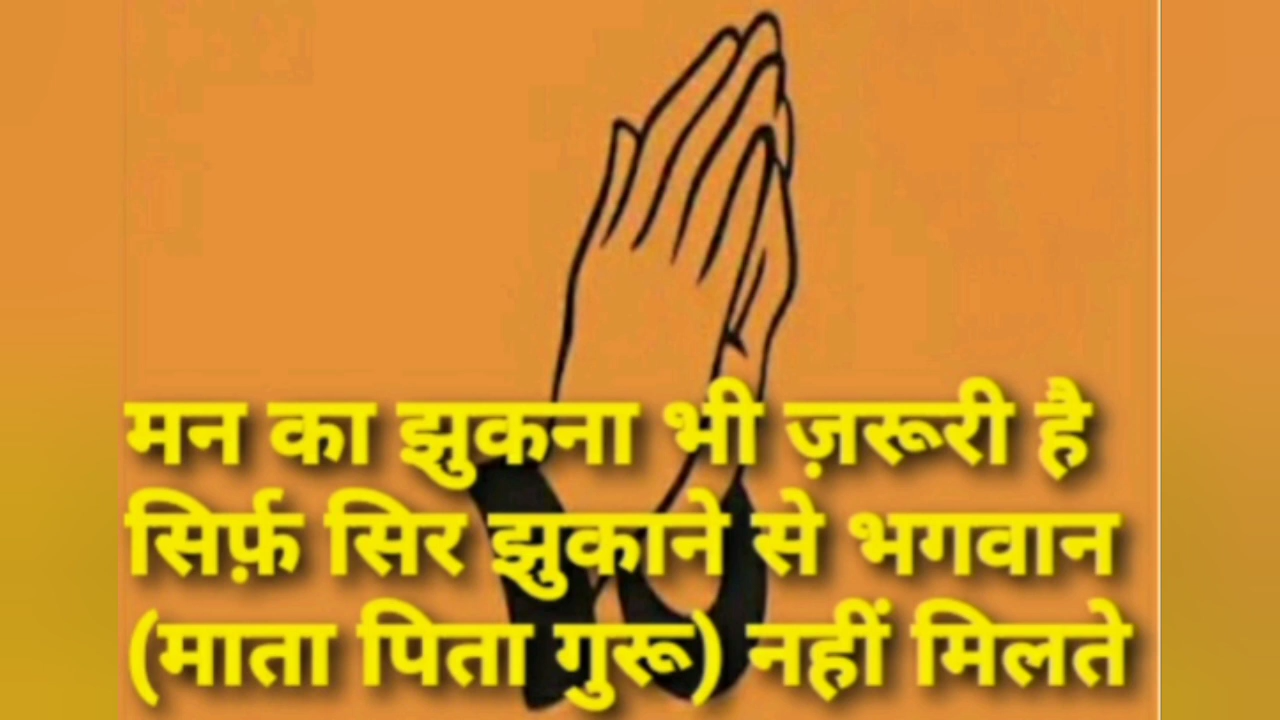 मन का झुकना भी ज़रूरी है
सिर्फ़ सिर झुकाने से भगवान
(माता पिता गुरू) नहीं मिलते